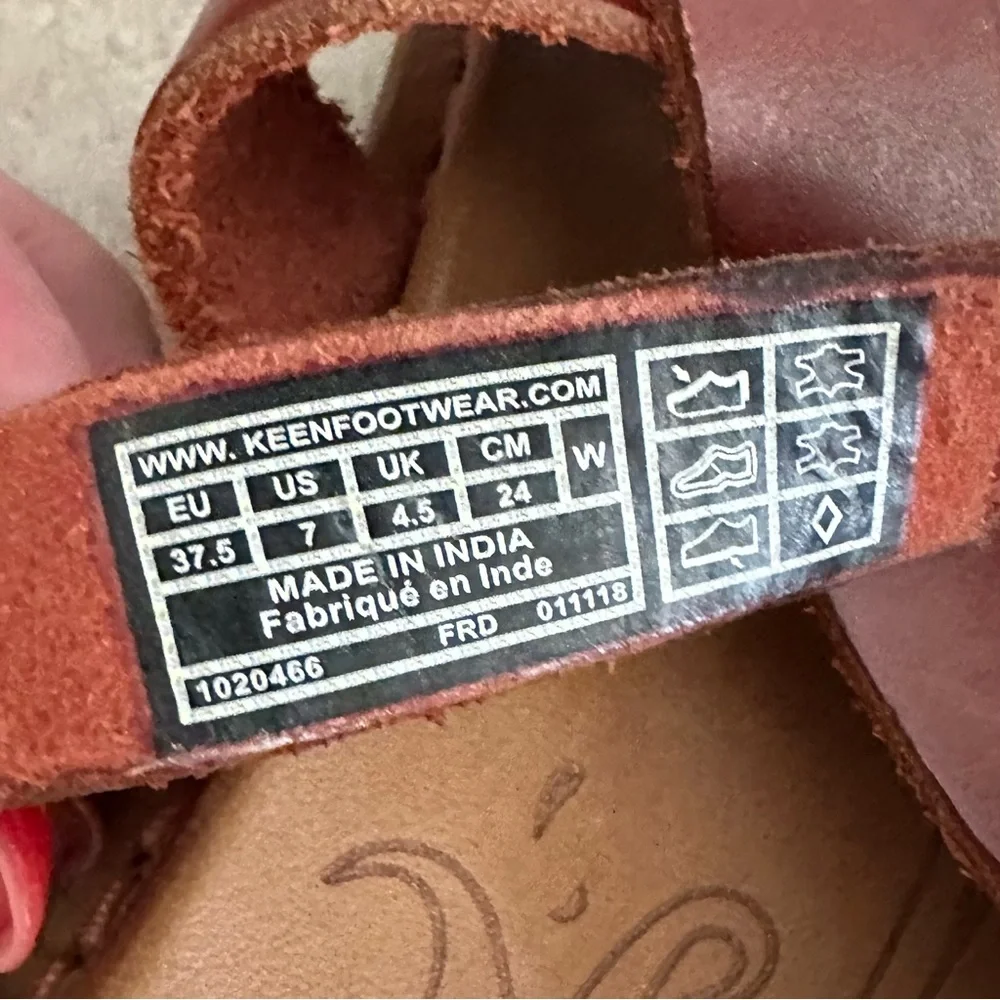 WWW. KEENFOOTWEAR.COM
EU US UK CM W
37.5 7 4.5 24
MADE IN INDIA
Fabriqué en Inde
1020466 FRD 011118